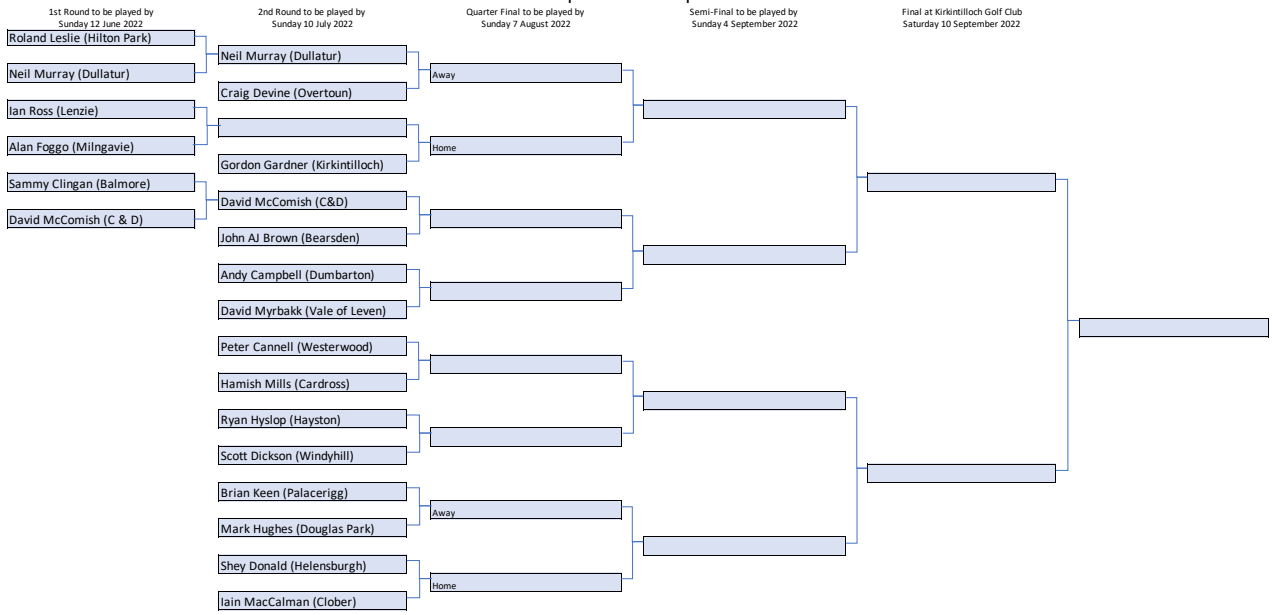 1st Round to be played by
Sunday 12 June 2022
2nd Round to be played by
Sunday 10 July 2022
Quarter Final to be played by
Sunday 7 August 2022
Semi-Final to be played by
Sunday 4 September 2022
Final at Kirkintilloch Golf Club
Saturday 10 September 2022
Roland Leslie (Hilton Park)
Neil Murray (Dullatur)
Ian Ross (Lenzie)
Alan Foggo (Milngavie)
Sammy Clingan (Balmore)
David McComish (C & D)
Neil Murray (Dullatur)
Craig Devine (Overtoun)
Gordon Gardner (Kirkintilloch)
David McComish (C&D)
John AJ Brown (Bearsden)
Andy Campbell (Dumbarton)
David Myrbakk (Vale of Leven)
Peter Cannell (Westerwood)
Hamish Mills (Cardross)
Ryan Hyslop (Hayston)
Scott Dickson (Windyhill)
Brian Keen (Palacerigg)
Mark Hughes (Douglas Park)
Shey Donald (Helensburgh)
Iain MacCalman (Clober)
Away
Home
Away
Home